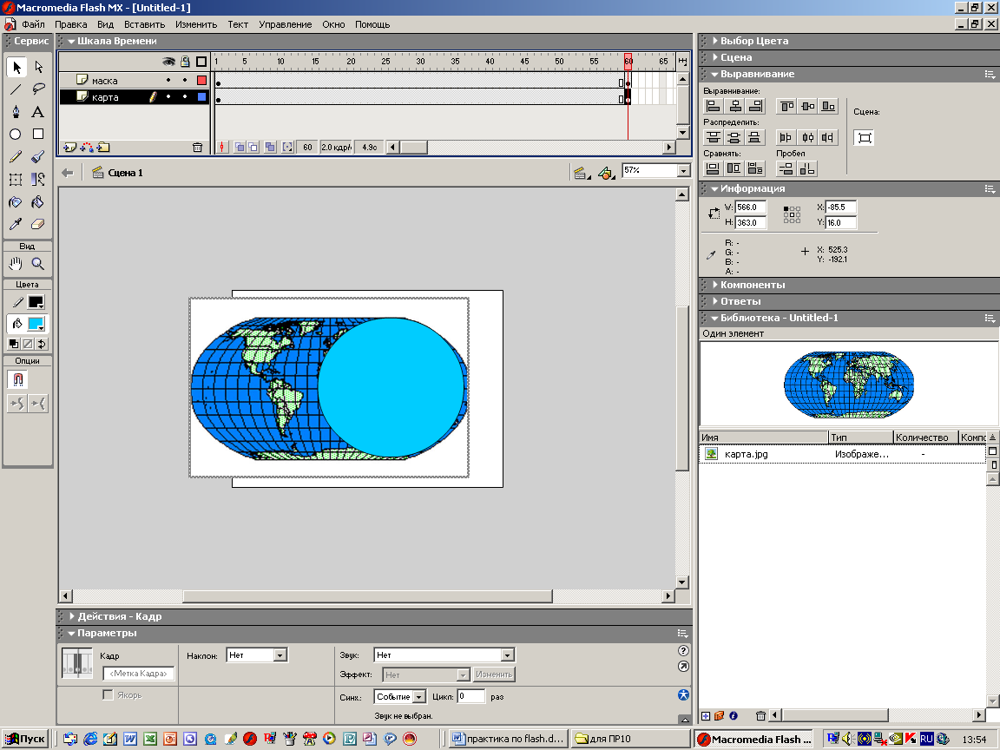 Macromedia Flash MX - [Untitled-1]
Файл Правка Вид Вставить Изменить Тект Управление Окно Помощь
Сервис
Шкала Времени
1 5 10 15 20 25 30 35 40 45 50 55 60 65
маска
карта
60 2.0 кдр/ 4.9с
Сцена 1
57%
Вид
Цвета
Опции
Выбор Цвета
Сцена
Выравнивание
Выравнивание:
Сцена:
Распределить:
Сравнять: Пробел
Информация
W: 566.0 X: -85.5
H: 363.0 Y: 16.0
R: -
G: -
B: -
A: -
X: 525.3
Y: -192.1
Компоненты
Ответы
Библиотека - Untitled-1
Один элемент
Имя Тип Количество Компо
карта.jpg Изображе... -
Действия - Кадр
Параметры
Кадр
<Метка Кадра>
Якорь
Наклон: Нет
Звук: Нет
Эффект: Нет Изменить
Синх.: Событие Цикл: 0 раз
Звук не выбран.
Пуск
практика по flash.d...
для ПР10
Macromedia Flash ...
RU
13:54